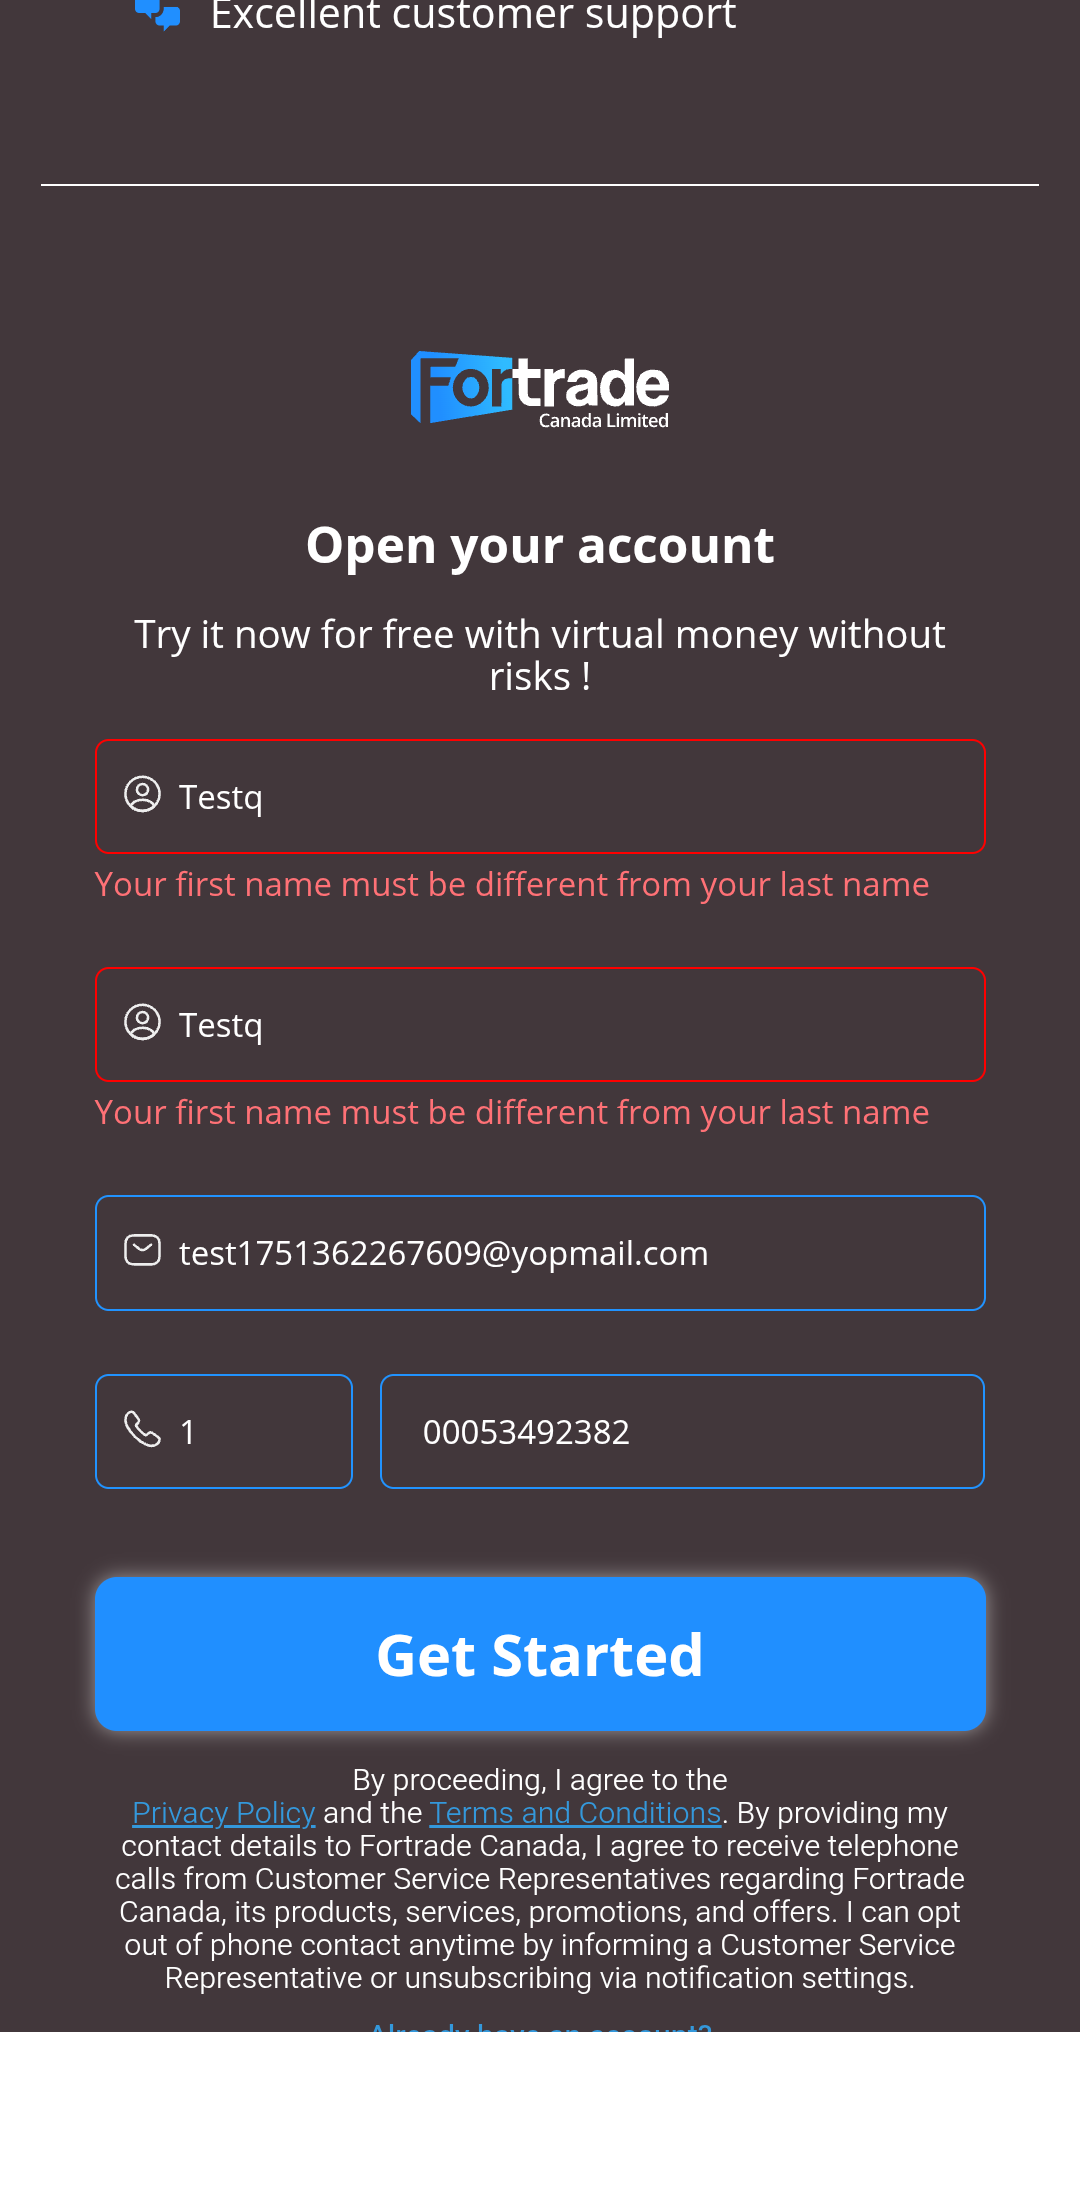 Excellent customer support
Fortrade
Canada Limited
Open your account
Try it now for free with virtual money without
risks !
Testq
Your first name must be different from your last name
Testq
Your first name must be different from your last name
test1751362267609@yopmail.com
1 00053492382
Get Started
By proceeding, I agree to the
Privacy Policy and the Terms and Conditions. By providing my
contact details to Fortrade Canada, I agree to receive telephone
calls from Customer Service Representatives regarding Fortrade
Canada, its products, services, promotions, and offers. I can opt
out of phone contact anytime by informing a Customer Service
Representative or unsubscribing via notification settings.
Already have an account?